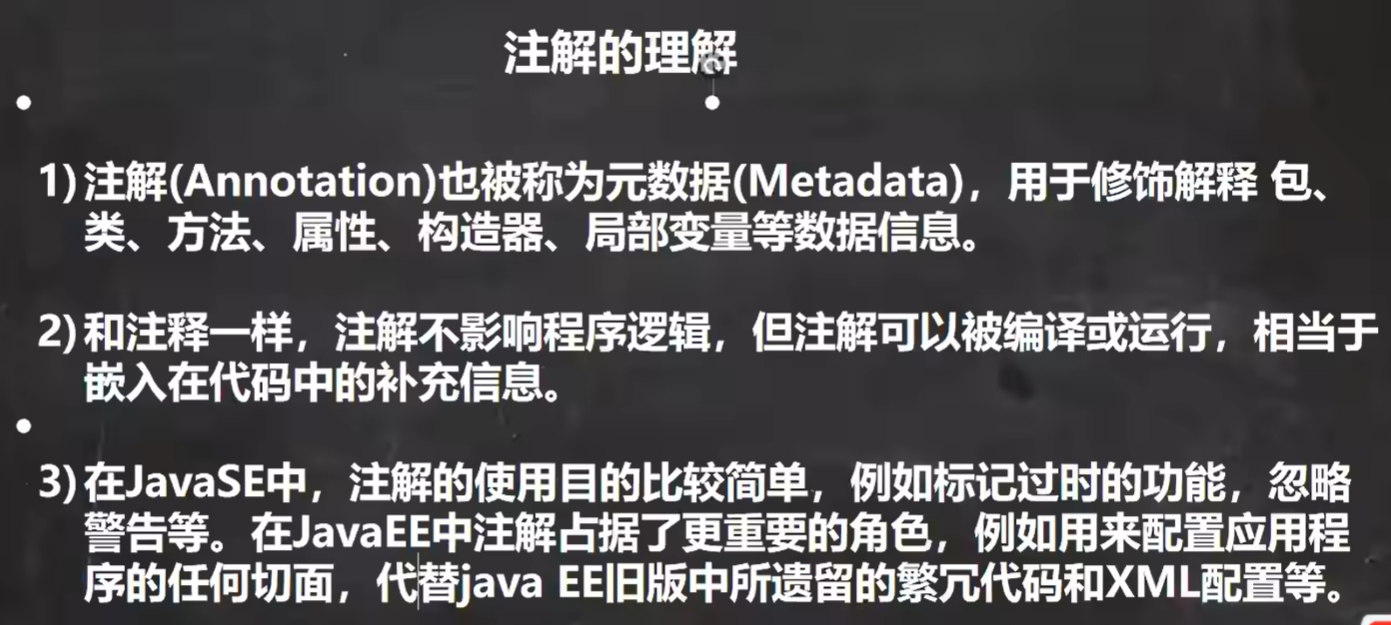 注解的理解
1) 注解(Annotation)也被称为元数据(Metadata)，用于修饰解释 包、
类、方法、属性、构造器、局部变量等数据信息。
2) 和注释一样，注解不影响程序逻辑，但注解可以被编译或运行，相当于
嵌入在代码中的补充信息。
3) 在JavaSE中，注解的使用目的比较简单，例如标记过时的功能，忽略
警告等。在JavaEE中注解占据了更重要的角色，例如用来配置应用程
序的任何切面，代替java EE旧版中所遗留的繁冗代码和XML配置等。